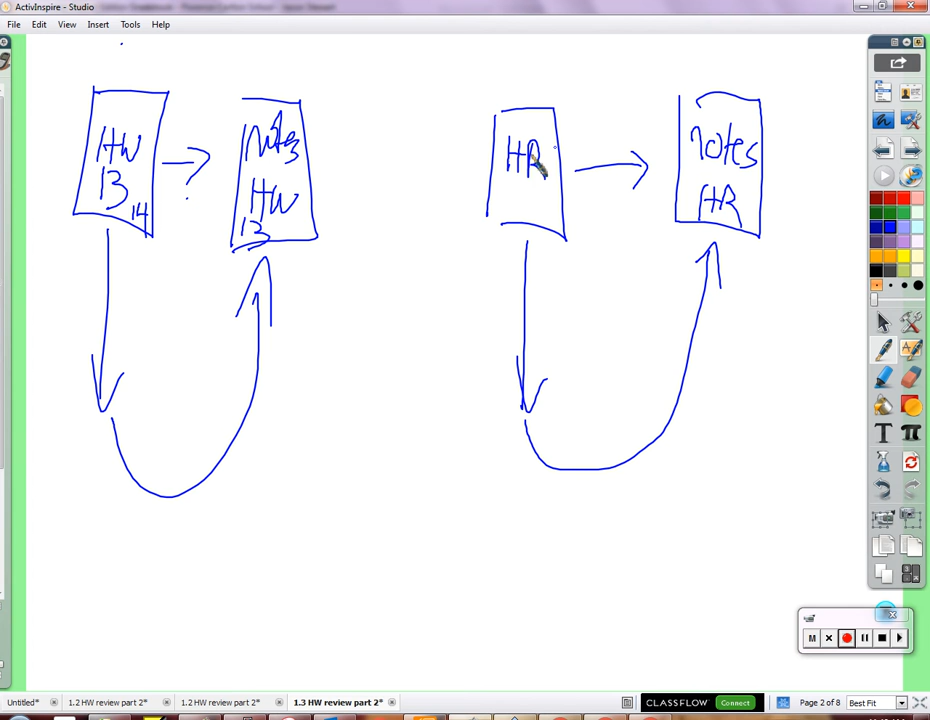 ActivInspire - Studio
File Edit View Insert Tools Help
HW
13
14
?
Notes
HW
13
HR
notes
HR
M
Untitled*
1.2 HW review part 2*
1.2 HW review part 2*
1.3 HW review part 2*
CLASSFLOW Connect
Page 2 of 8
Best Fit